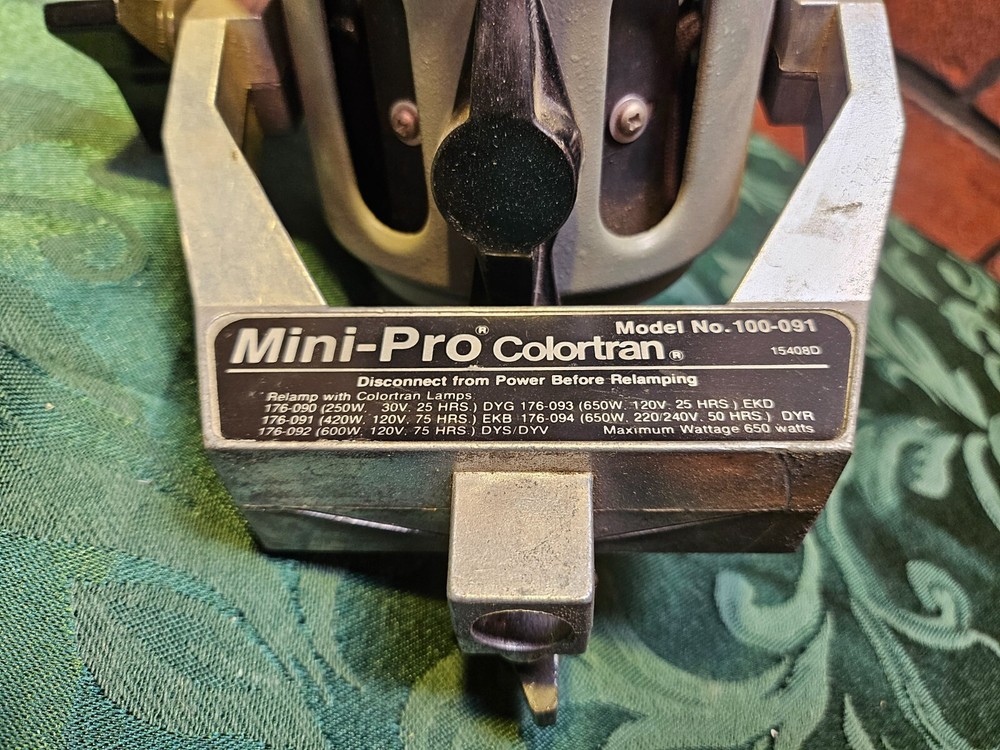 Mini-Pro® Colortran® Model No. 100-091
15408D
Disconnect from Power Before Relamping
Relamp with Colortran Lamps
176-090 (250W. 30V. 25 HRS.) DYG 176-093 (650W. 120V. 25 HRS.) EKD
176-091 (420W. 120V. 75 HRS.) EKB 176-094 (650W. 220/240V. 50 HRS.) DYR
176-092 (600W. 120V. 75 HRS.) DYS/DYV Maximum Wattage 650 watts